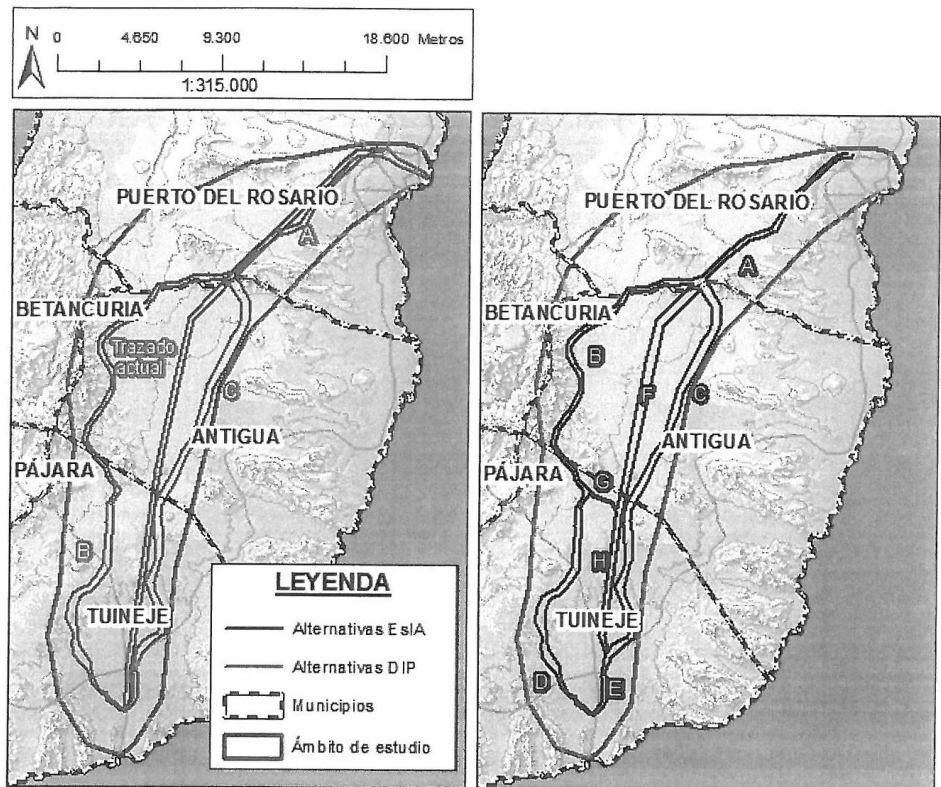 N
0 4.650 9.300 18.600 Metros
1:315.000
PUERTO DEL ROSARIO
A
BETANCURIA
Trazado
actual
C
ANTIGUA
PÁJARA
B
TUINEJE
LEYENDA
Alternativas EsIA
Alternativas DIP
Municipios
Ámbito de estudio
PUERTO DEL ROSARIO
A
BETANCURIA
B
F
C
ANTIGUA
PÁJARA
G
H
TUINEJE
D
E